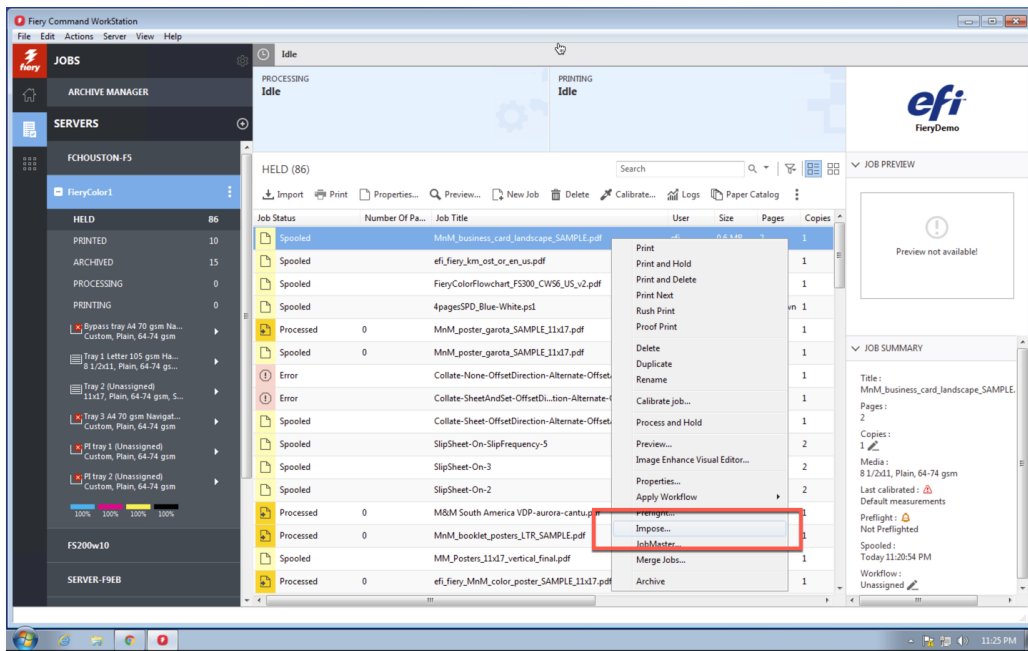 Fiery Command WorkStation
File Edit Actions Server View Help
fiery
JOBS
Idle
ARCHIVE MANAGER
PROCESSING
Idle
PRINTING
Idle
SERVERS
efi
FieryDemo
FCHOUSTON-F5
HELD (86)
Search
JOB PREVIEW
FieryColor1
Import Print Properties... Preview... New Job Delete Calibrate... Logs Paper Catalog
Preview not available!
HELD 86
PRINTED 10
ARCHIVED 15
PROCESSING 0
PRINTING 0
Bypass tray A4 70 gsm Na...
Custom, Plain, 64-74 gsm
Tray 1 Letter 105 gsm Ha...
8 1/2x11, Plain, 64-74 gs...
Tray 2 (Unassigned)
11x17, Plain, 64-74 gsm, S...
Tray 3 A4 70 gsm Navigat...
Custom, Plain, 64-74 gsm
PI tray 1 (Unassigned)
Custom, Plain, 64-74 gsm
PI tray 2 (Unassigned)
Custom, Plain, 64-74 gsm
100% 100% 100% 100%
FS200w10
SERVER-F9EB
Job Status Number Of Pa... Job Title User Size Pages Copies
Spooled MnM_business_card_landscape_SAMPLE.pdf efi 0.6 MB 2 1
Spooled efi_fiery_km_ost_or_en_us.pdf 1
Spooled FieryColorFlowchart_FS300_CWS6_US_v2.pdf 1
Spooled 4pagesSPD_Blue-White.ps1 wn 1
Processed 0 MnM_poster_garota_SAMPLE_11x17.pdf 1
Spooled 0 MnM_poster_garota_SAMPLE_11x17.pdf 1
Error Collate-None-OffsetDirection-Alternate-Offset 1
Error Collate-SheetAndSet-OffsetDi...tion-Alternate- 1
Spooled Collate-Sheet-OffsetDirection-Alternate-Offset 1
Spooled SlipSheet-On-SlipFrequency-5 2
Spooled SlipSheet-On-3 2
Spooled SlipSheet-On-2 2
Processed 0 M&M South America VDP-aurora-cantu.pdf 1
Processed 0 MnM_booklet_posters_LTR_SAMPLE.pdf 1
Spooled MM_Posters_11x17_vertical_final.pdf 1
Processed 0 efi_fiery_MnM_color_poster_SAMPLE_11x17.pdf 1
Print
Print and Hold
Print and Delete
Print Next
Rush Print
Proof Print
Delete
Duplicate
Rename
Calibrate job...
Process and Hold
Preview...
Image Enhance Visual Editor...
Properties...
Apply Workflow
Preflight...
Impose...
JobMaster...
Merge Jobs...
Archive
JOB SUMMARY
Title :
MnM_business_card_landscape_SAMPLE.
Pages :
2
Copies :
1
Media :
8 1/2x11, Plain, 64-74 gsm
Last calibrated :
Default measurements
Preflight :
Not Preflighted
Spooled :
Today 11:20:54 PM
Workflow :
Unassigned
11:25 PM